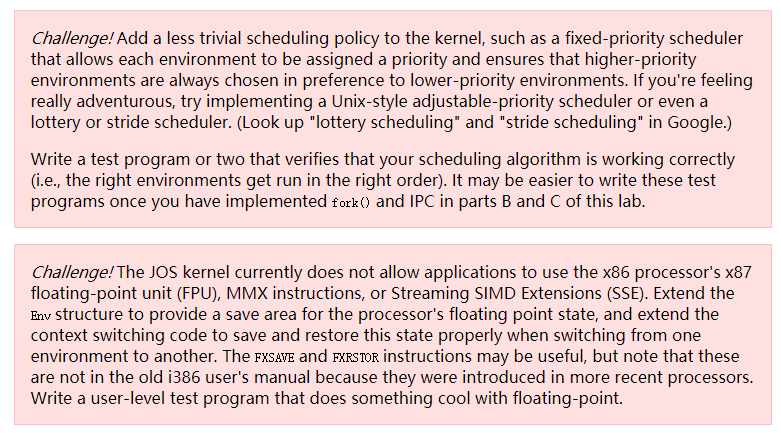 Challenge! Add a less trivial scheduling policy to the kernel, such as a fixed-priority scheduler
that allows each environment to be assigned a priority and ensures that higher-priority
environments are always chosen in preference to lower-priority environments. If you're feeling
really adventurous, try implementing a Unix-style adjustable-priority scheduler or even a
lottery or stride scheduler. (Look up "lottery scheduling" and "stride scheduling" in Google.)
Write a test program or two that verifies that your scheduling algorithm is working correctly
(i.e., the right environments get run in the right order). It may be easier to write these test
programs once you have implemented fork() and IPC in parts B and C of this lab.
Challenge! The JOS kernel currently does not allow applications to use the x86 processor's x87
floating-point unit (FPU), MMX instructions, or Streaming SIMD Extensions (SSE). Extend the
Env structure to provide a save area for the processor's floating point state, and extend the
context switching code to save and restore this state properly when switching from one
environment to another. The FXSAVE and FXRSTOR instructions may be useful, but note that these
are not in the old i386 user's manual because they were introduced in more recent processors.
Write a user-level test program that does something cool with floating-point.